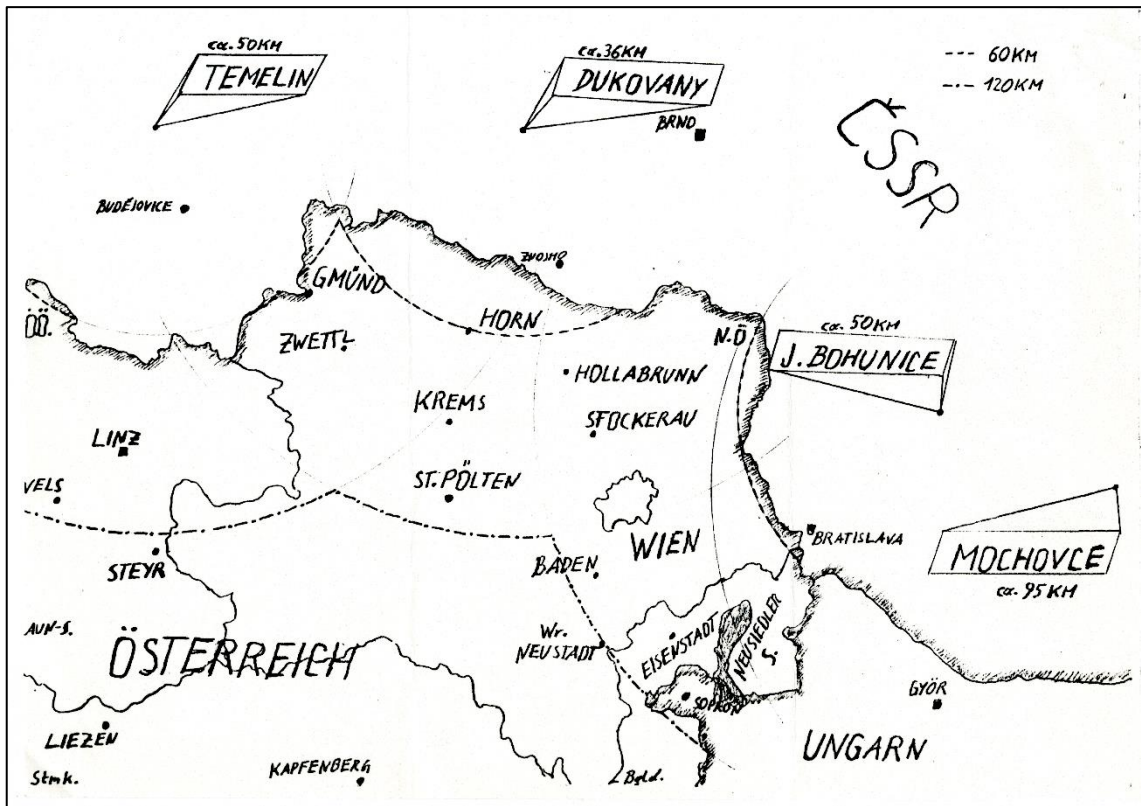 ca. 50KM
TEMELIN
ca. 36KM
DUKOVANY
BRNO
60KM
120KM
ČSSR
BUDĚJOVICE
ZNOJMO
GMÜND
OÖ.
HORN
N.Ö
ca. 50KM
J. BOHUNICE
ZWETTL
HOLLABRUNN
KREMS
STOCKERAU
LINZ
VELS
ST. PÖLTEN
WIEN
BRATISLAVA
MOCHOVCE
ca. 95KM
STEYR
BADEN
AUN-S.
ÖSTERREICH
Wr.
NEUSTADT
EISENSTADT
NEUSIEDLER
S.
SOPRON
GYÖR
LIEZEN
UNGARN
Stmk.
KAPFENBERG
Bgld.